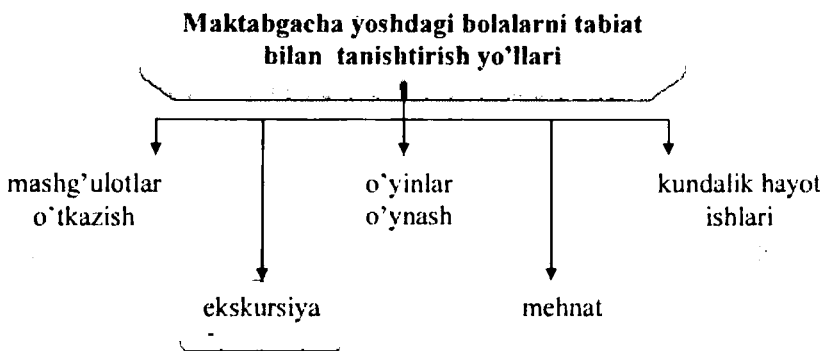 Maktabgacha yoshdagi bolalarni tabiat
bilan tanishtirish yo'llari
mashg'ulotlar
o`tkazish
o`yinlar
o'ynash
kundalik hayot
ishlari
ekskursiya
mehnat